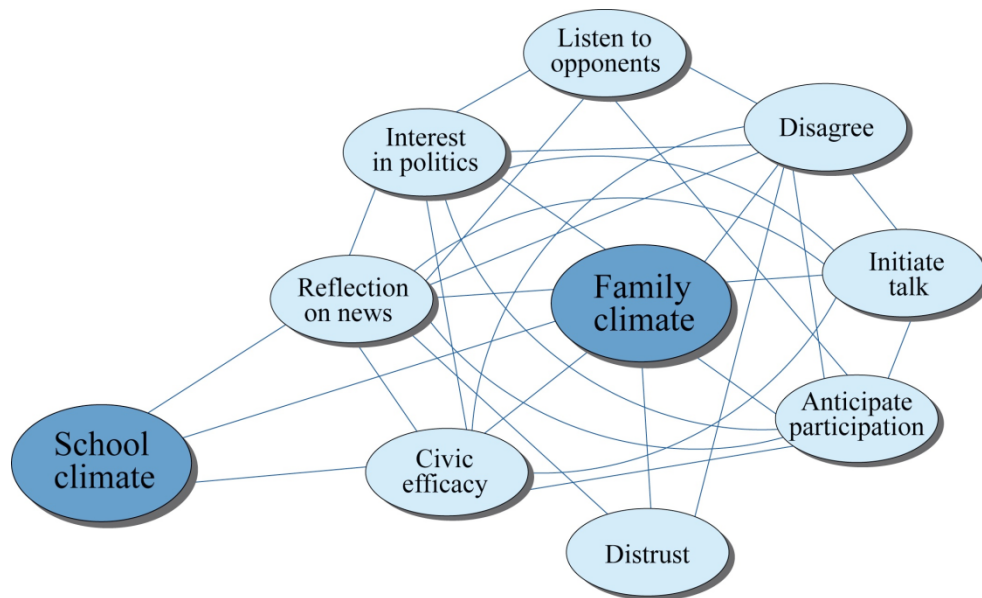 Listen to
opponents
Disagree
Interest
in politics
Initiate
talk
Family
climate
Reflection
on news
Anticipate
participation
School
climate
Civic
efficacy
Distrust